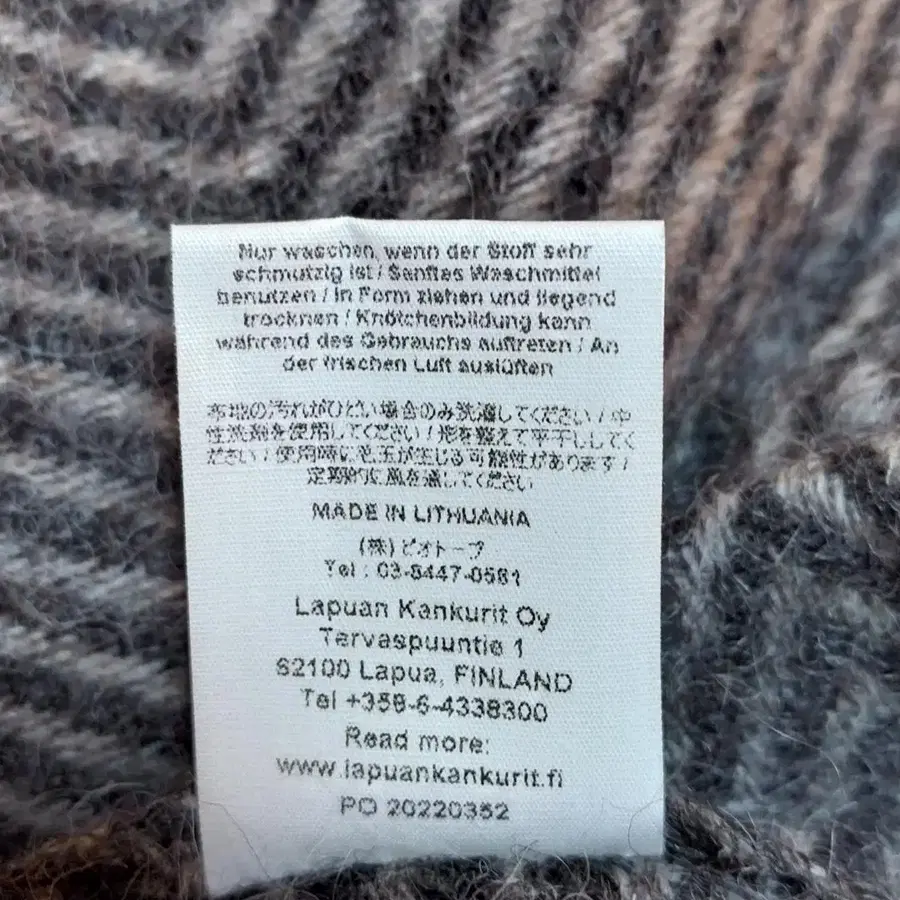 Nur waschen, wenn der Stoff sehr
schmutzig ist / Sanftes Waschmittel
benutzen / In Form ziehen und liegend
trocknen / Knötchenbildung kann
während des Gebrauchs auftreten / An
der frischen Luft auslüften
布地の汚れがひどい場合のみ洗濯してください / 中
性洗剤を使用してください / 形を整えて平干ししてく
ださい / 使用時に毛玉が生じる可能性があります /
定期的に風を通してください
MADE IN LITHUANIA
(株) ビオトープ
Tel : 03-8447-0581
Lapuan Kankurit Oy
Tervaspuuntie 1
62100 Lapua, FINLAND
Tel +358-6-4338300
Read more:
www.lapuankankurit.fi
PO 20220352